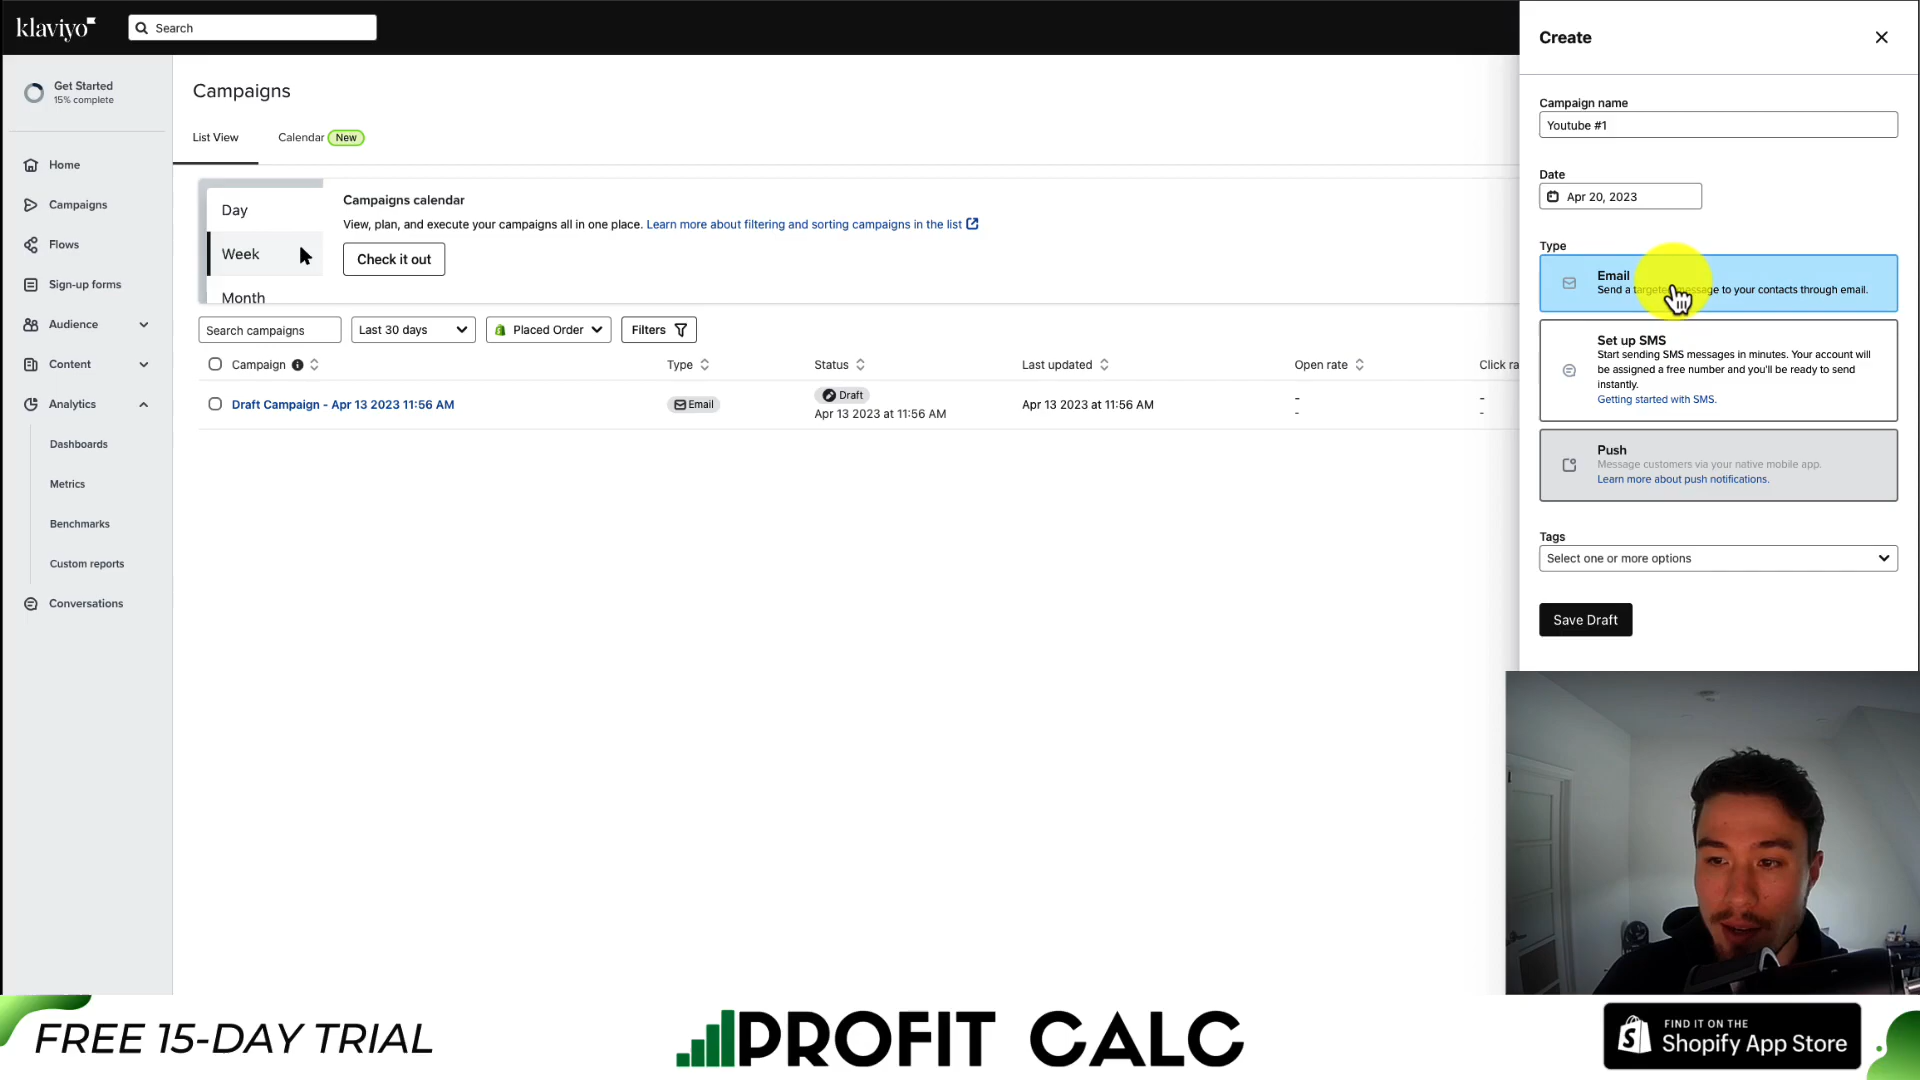 klaviyo
Search
Create
Get Started
15% complete
Home
Campaigns
Flows
Sign-up forms
Audience
Content
Analytics
Dashboards
Metrics
Benchmarks
Custom reports
Conversations
Campaigns
List View
Calendar New
Day
Week
Month
Campaigns calendar
View, plan, and execute your campaigns all in one place. Learn more about filtering and sorting campaigns in the list
Check it out
Search campaigns
Last 30 days
Placed Order
Filters
Campaign
Type
Status
Last updated
Open rate
Click ra
Draft Campaign - Apr 13 2023 11:56 AM
Email
Draft
Apr 13 2023 at 11:56 AM
Apr 13 2023 at 11:56 AM
-
-
-
-
Campaign name
Youtube #1
Date
Apr 20, 2023
Type
Email
Send a targeted message to your contacts through email.
Set up SMS
Start sending SMS messages in minutes. Your account will
be assigned a free number and you'll be ready to send
instantly.
Getting started with SMS.
Push
Message customers via your native mobile app.
Learn more about push notifications.
Tags
Select one or more options
Save Draft
FREE 15-DAY TRIAL
PROFIT CALC
FIND IT ON THE
Shopify App Store